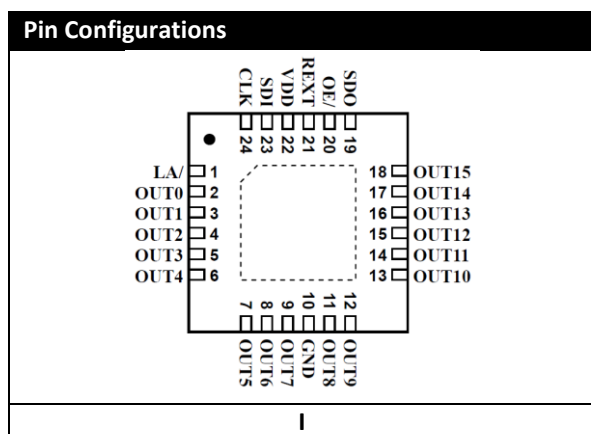 Pin Configurations
CLK
SDI
VDD
REXT
OE/
SDO
24
23
22
21
20
19
LA/ 1
OUT0 2
OUT1 3
OUT2 4
OUT3 5
OUT4 6
18 OUT15
17 OUT14
16 OUT13
15 OUT12
14 OUT11
13 OUT10
7
8
9
10
11
12
OUT5
OUT6
OUT7
GND
OUT8
OUT9
I